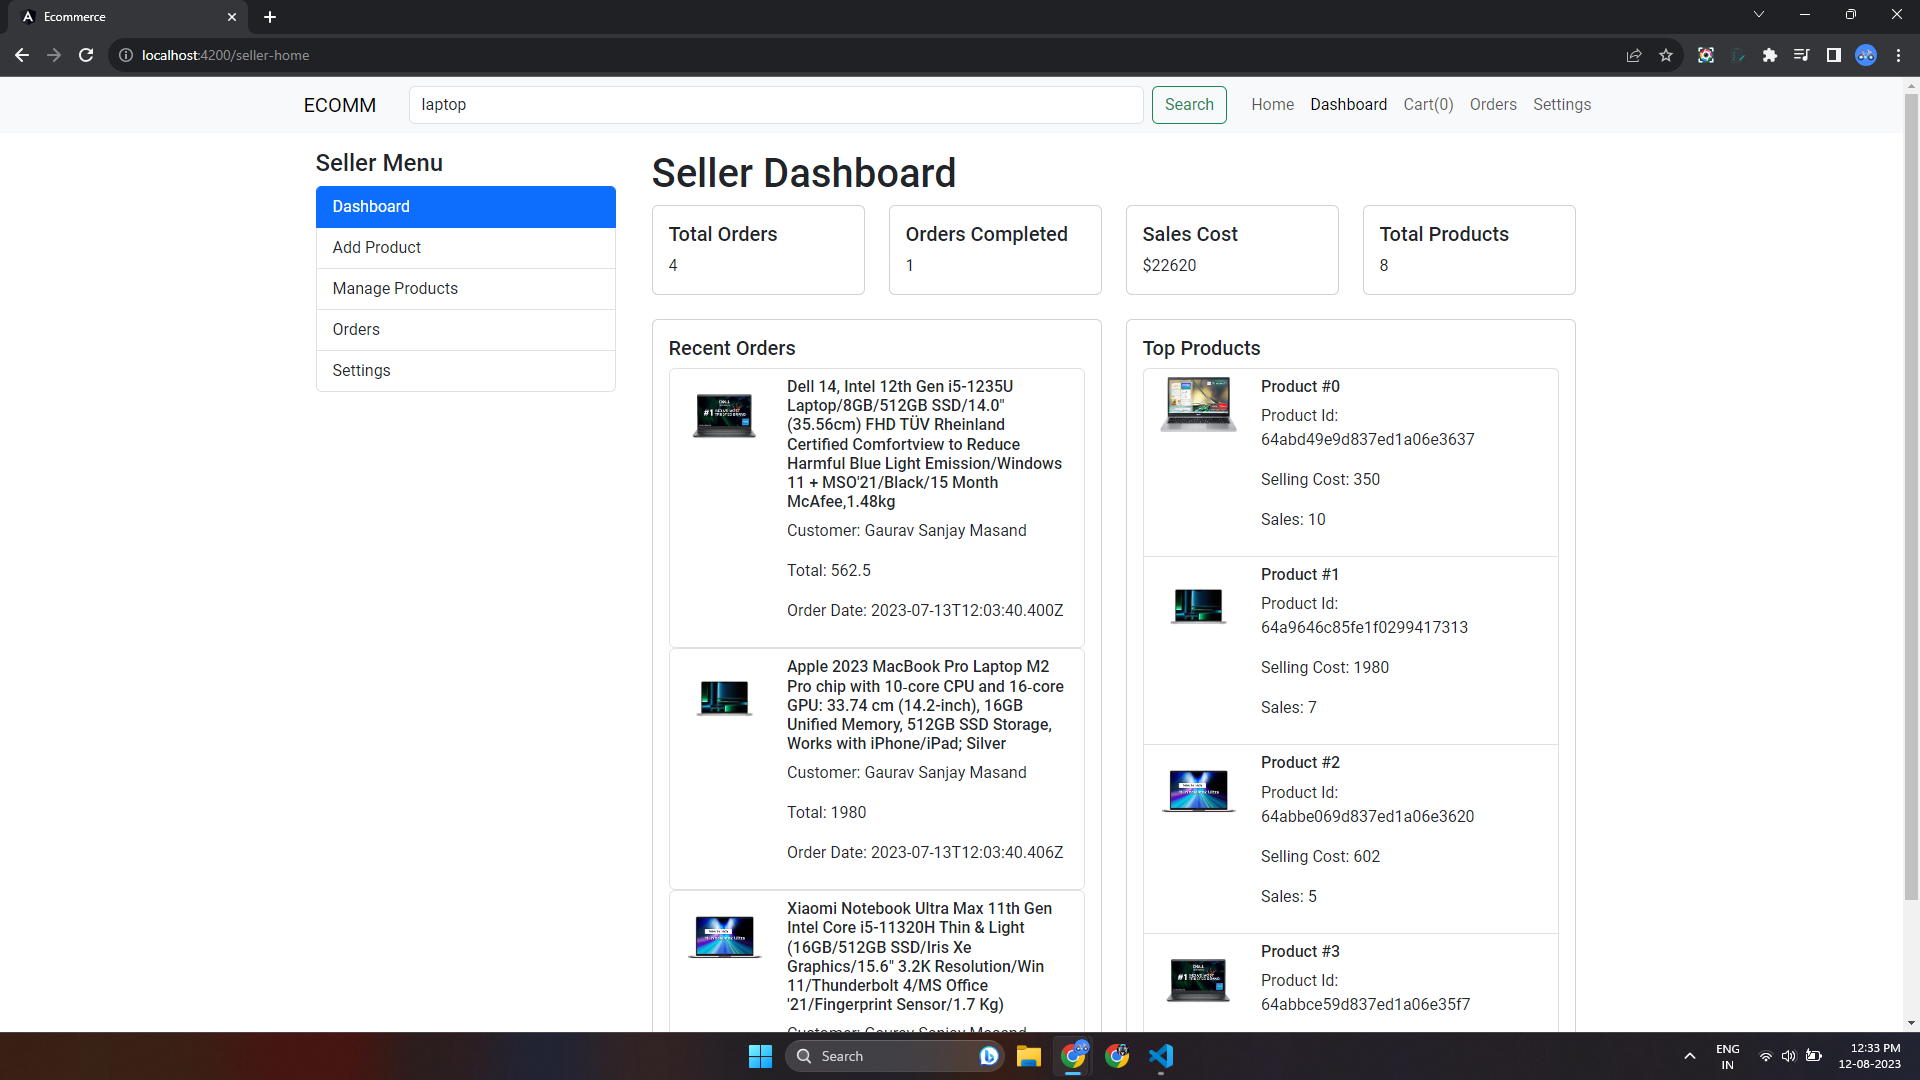 Ecommerce
localhost:4200/seller-home
ECOMM
laptop
Search
Home
Dashboard
Cart(0)
Orders
Settings
Seller Menu
Dashboard
Add Product
Manage Products
Orders
Settings
Seller Dashboard
Total Orders
4
Orders Completed
1
Sales Cost
$22620
Total Products
8
Recent Orders
Dell 14, Intel 12th Gen i5-1235U
Laptop/8GB/512GB SSD/14.0"
(35.56cm) FHD TÜV Rheinland
Certified Comfortview to Reduce
Harmful Blue Light Emission/Windows
11 + MSO'21/Black/15 Month
McAfee,1.48kg
Customer: Gaurav Sanjay Masand
Total: 562.5
Order Date: 2023-07-13T12:03:40.400Z
Apple 2023 MacBook Pro Laptop M2
Pro chip with 10-core CPU and 16-core
GPU: 33.74 cm (14.2-inch), 16GB
Unified Memory, 512GB SSD Storage,
Works with iPhone/iPad; Silver
Customer: Gaurav Sanjay Masand
Total: 1980
Order Date: 2023-07-13T12:03:40.406Z
Xiaomi Notebook Ultra Max 11th Gen
Intel Core i5-11320H Thin & Light
(16GB/512GB SSD/Iris Xe
Graphics/15.6" 3.2K Resolution/Win
11/Thunderbolt 4/MS Office
'21/Fingerprint Sensor/1.7 Kg)
Customer: Gaurav Sanjay Masand
Top Products
Product #0
Product Id:
64abd49e9d837ed1a06e3637
Selling Cost: 350
Sales: 10
Product #1
Product Id:
64a9646c85fe1f0299417313
Selling Cost: 1980
Sales: 7
Product #2
Product Id:
64abbe069d837ed1a06e3620
Selling Cost: 602
Sales: 5
Product #3
Product Id:
64abbce59d837ed1a06e35f7
Search
ENG
IN
12:33 PM
12-08-2023